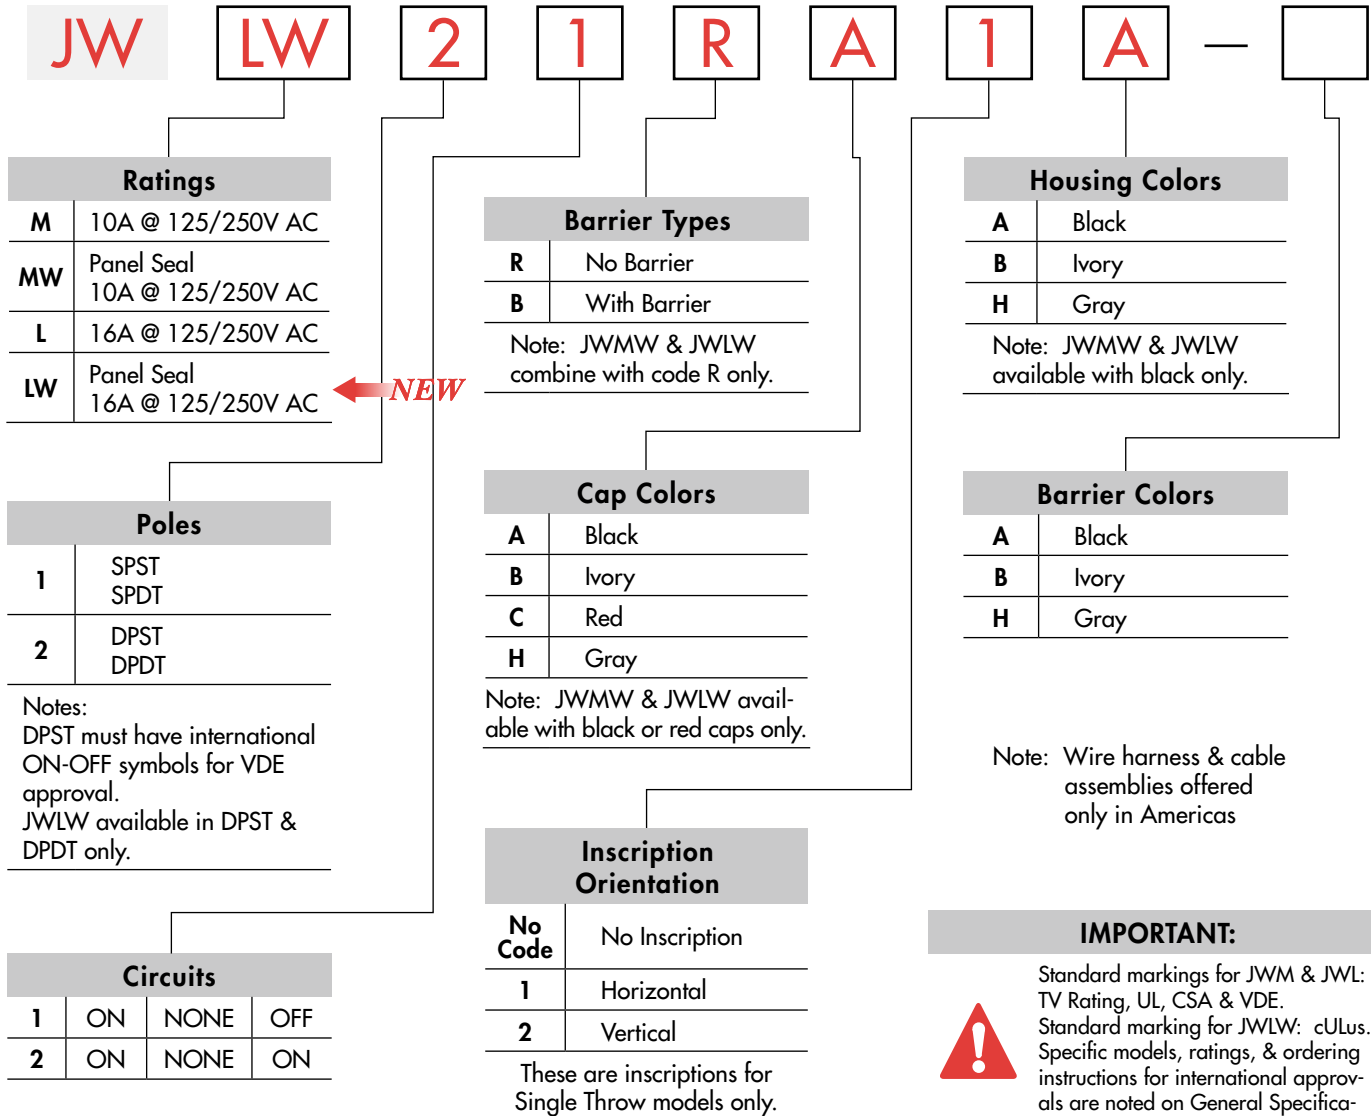 JW LW 2 1 R A 1 A —
Ratings
M 10A @ 125/250V AC
MW Panel Seal
10A @ 125/250V AC
L 16A @ 125/250V AC
LW Panel Seal
16A @ 125/250V AC
NEW
Poles
1 SPST
SPDT
2 DPST
DPDT
Notes:
DPST must have international
ON-OFF symbols for VDE
approval.
JWLW available in DPST &
DPDT only.
Circuits
1 ON NONE OFF
2 ON NONE ON
Barrier Types
R No Barrier
B With Barrier
Note: JWMW & JWLW
combine with code R only.
Cap Colors
A Black
B Ivory
C Red
H Gray
Note: JWMW & JWLW avail-
able with black or red caps only.
Inscription
Orientation
No
Code No Inscription
1 Horizontal
2 Vertical
These are inscriptions for
Single Throw models only.
Housing Colors
A Black
B Ivory
H Gray
Note: JWMW & JWLW
available with black only.
Barrier Colors
A Black
B Ivory
H Gray
Note: Wire harness & cable
assemblies offered
only in Americas
IMPORTANT:
Standard markings for JWM & JWL:
TV Rating, UL, CSA & VDE.
Standard marking for JWLW: cULus.
Specific models, ratings, & ordering
instructions for international approv-
als are noted on General Specifica-